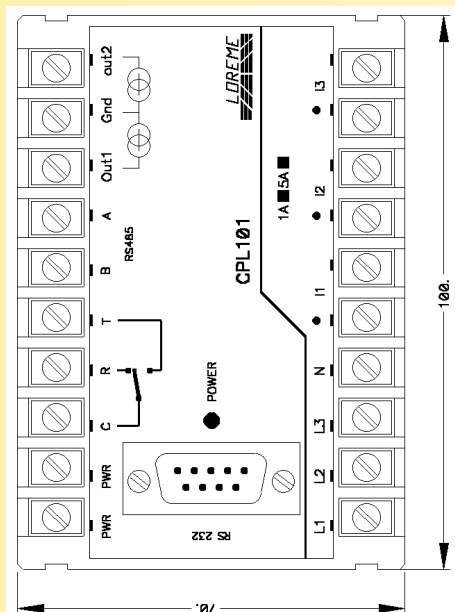 out2
Gnd
Out1
A
B
T
R
C
PWR
PWR
RS485
LOREME
CPL101
1A 5A
POWER
RS 232
I3
I2
I1
N
L3
L2
L1
100.
70.